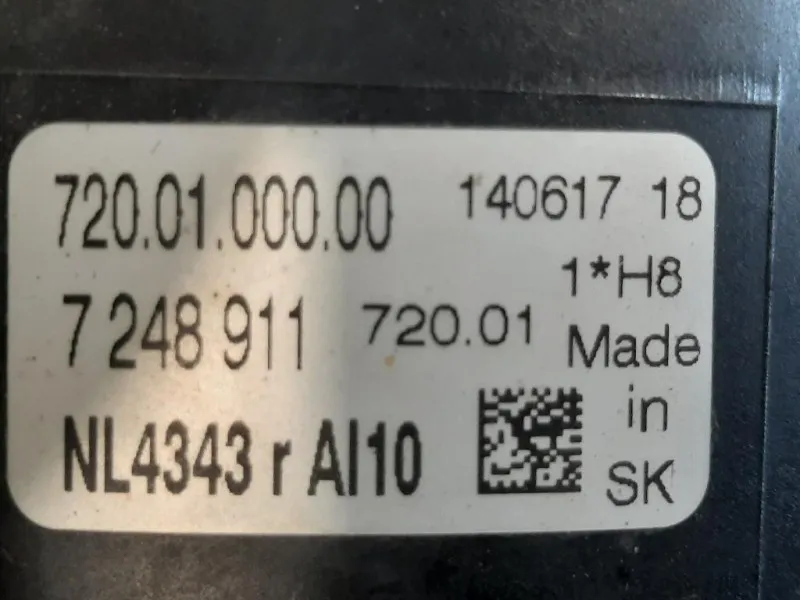 720.01.000.00
140617 18
1*H8
7 248 911
720.01
Made
in
SK
NL4343 r AI10